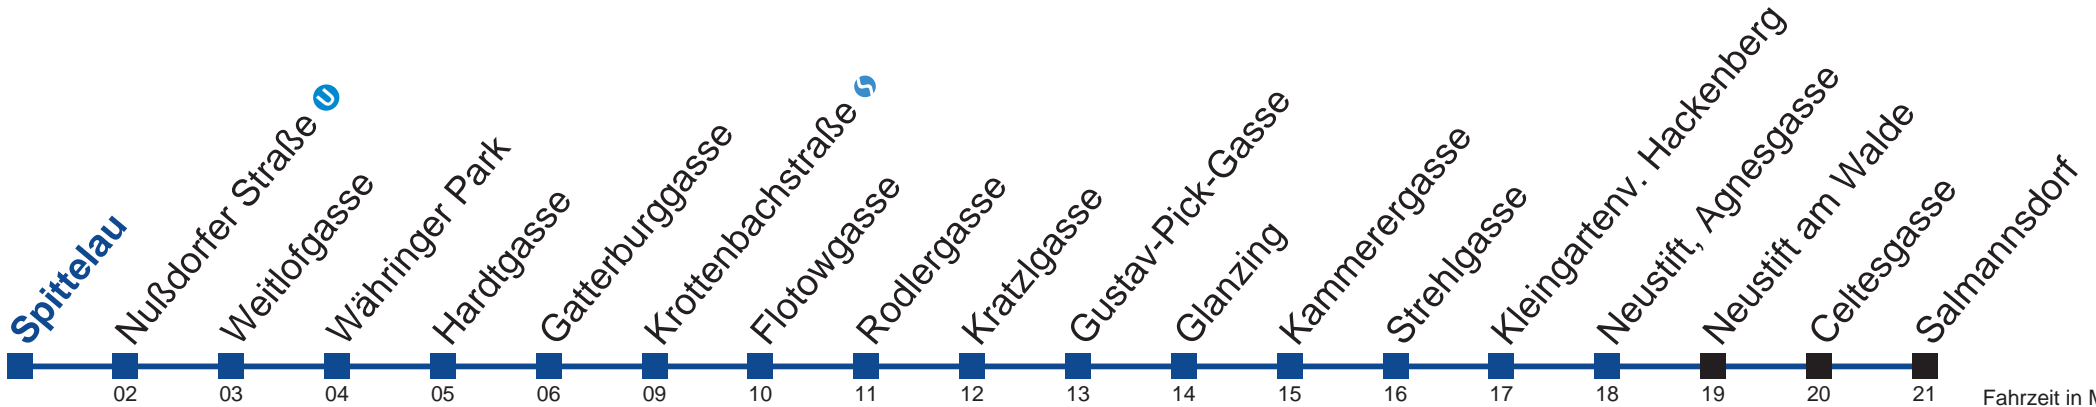 Spittelau
Nußdorfer Straße U
Weitlofgasse
Währinger Park
Hardtgasse
Gatterburggasse
Krottenbachstraße S
Flotowgasse
Rodlergasse
Kratzlgasse
Gustav-Pick-Gasse
Glanzing
Kammerergasse
Strehlgasse
Kleingartenv. Hackenberg
Neustift, Agnesgasse
Neustift am Walde
Celtesgasse
Salmannsdorf
02 03 04 05 06 09 10 11 12 13 14 15 16 17 18 19 20 21
Fahrzeit in M